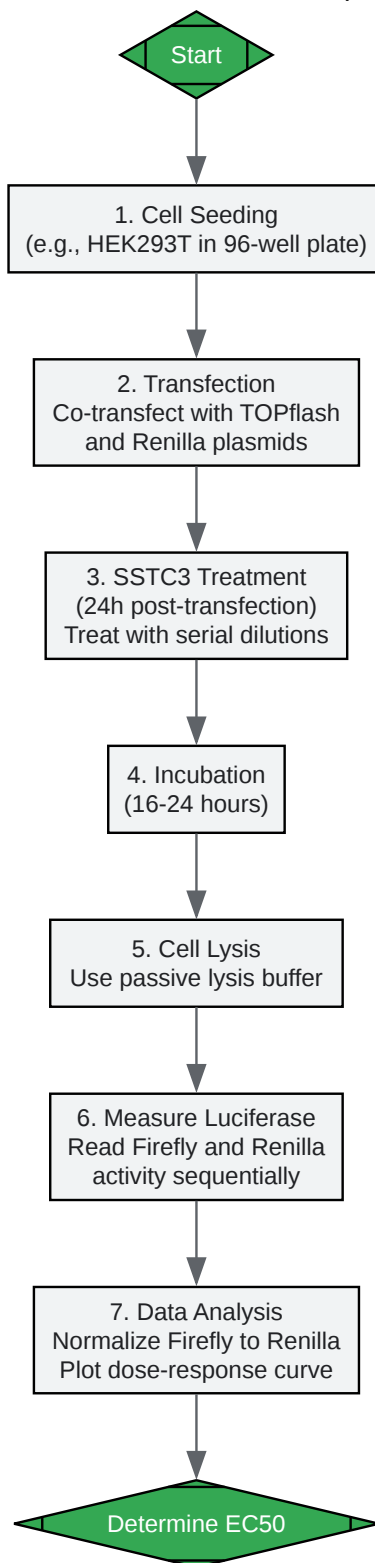 Start
1. Cell Seeding
(e.g., HEK293T in 96-well plate)
2. Transfection
Co-transfect with TOPflash
and Renilla plasmids
3. SSTC3 Treatment
(24h post-transfection)
Treat with serial dilutions
4. Incubation
(16-24 hours)
5. Cell Lysis
Use passive lysis buffer
6. Measure Luciferase
Read Firefly and Renilla
activity sequentially
7. Data Analysis
Normalize Firefly to Renilla
Plot dose-response curve
Determine EC50